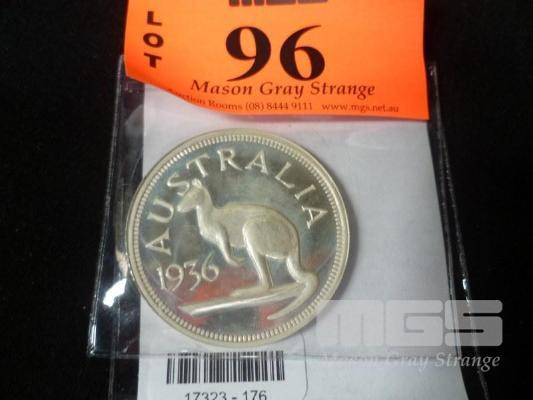 MGS
LOT
96
Mason Gray Strange
Auction Rooms (08) 8444 9111 www.mgs.net.au
AUSTRALIA
1936
MGS
Mason Gray Strange
17323 - 176